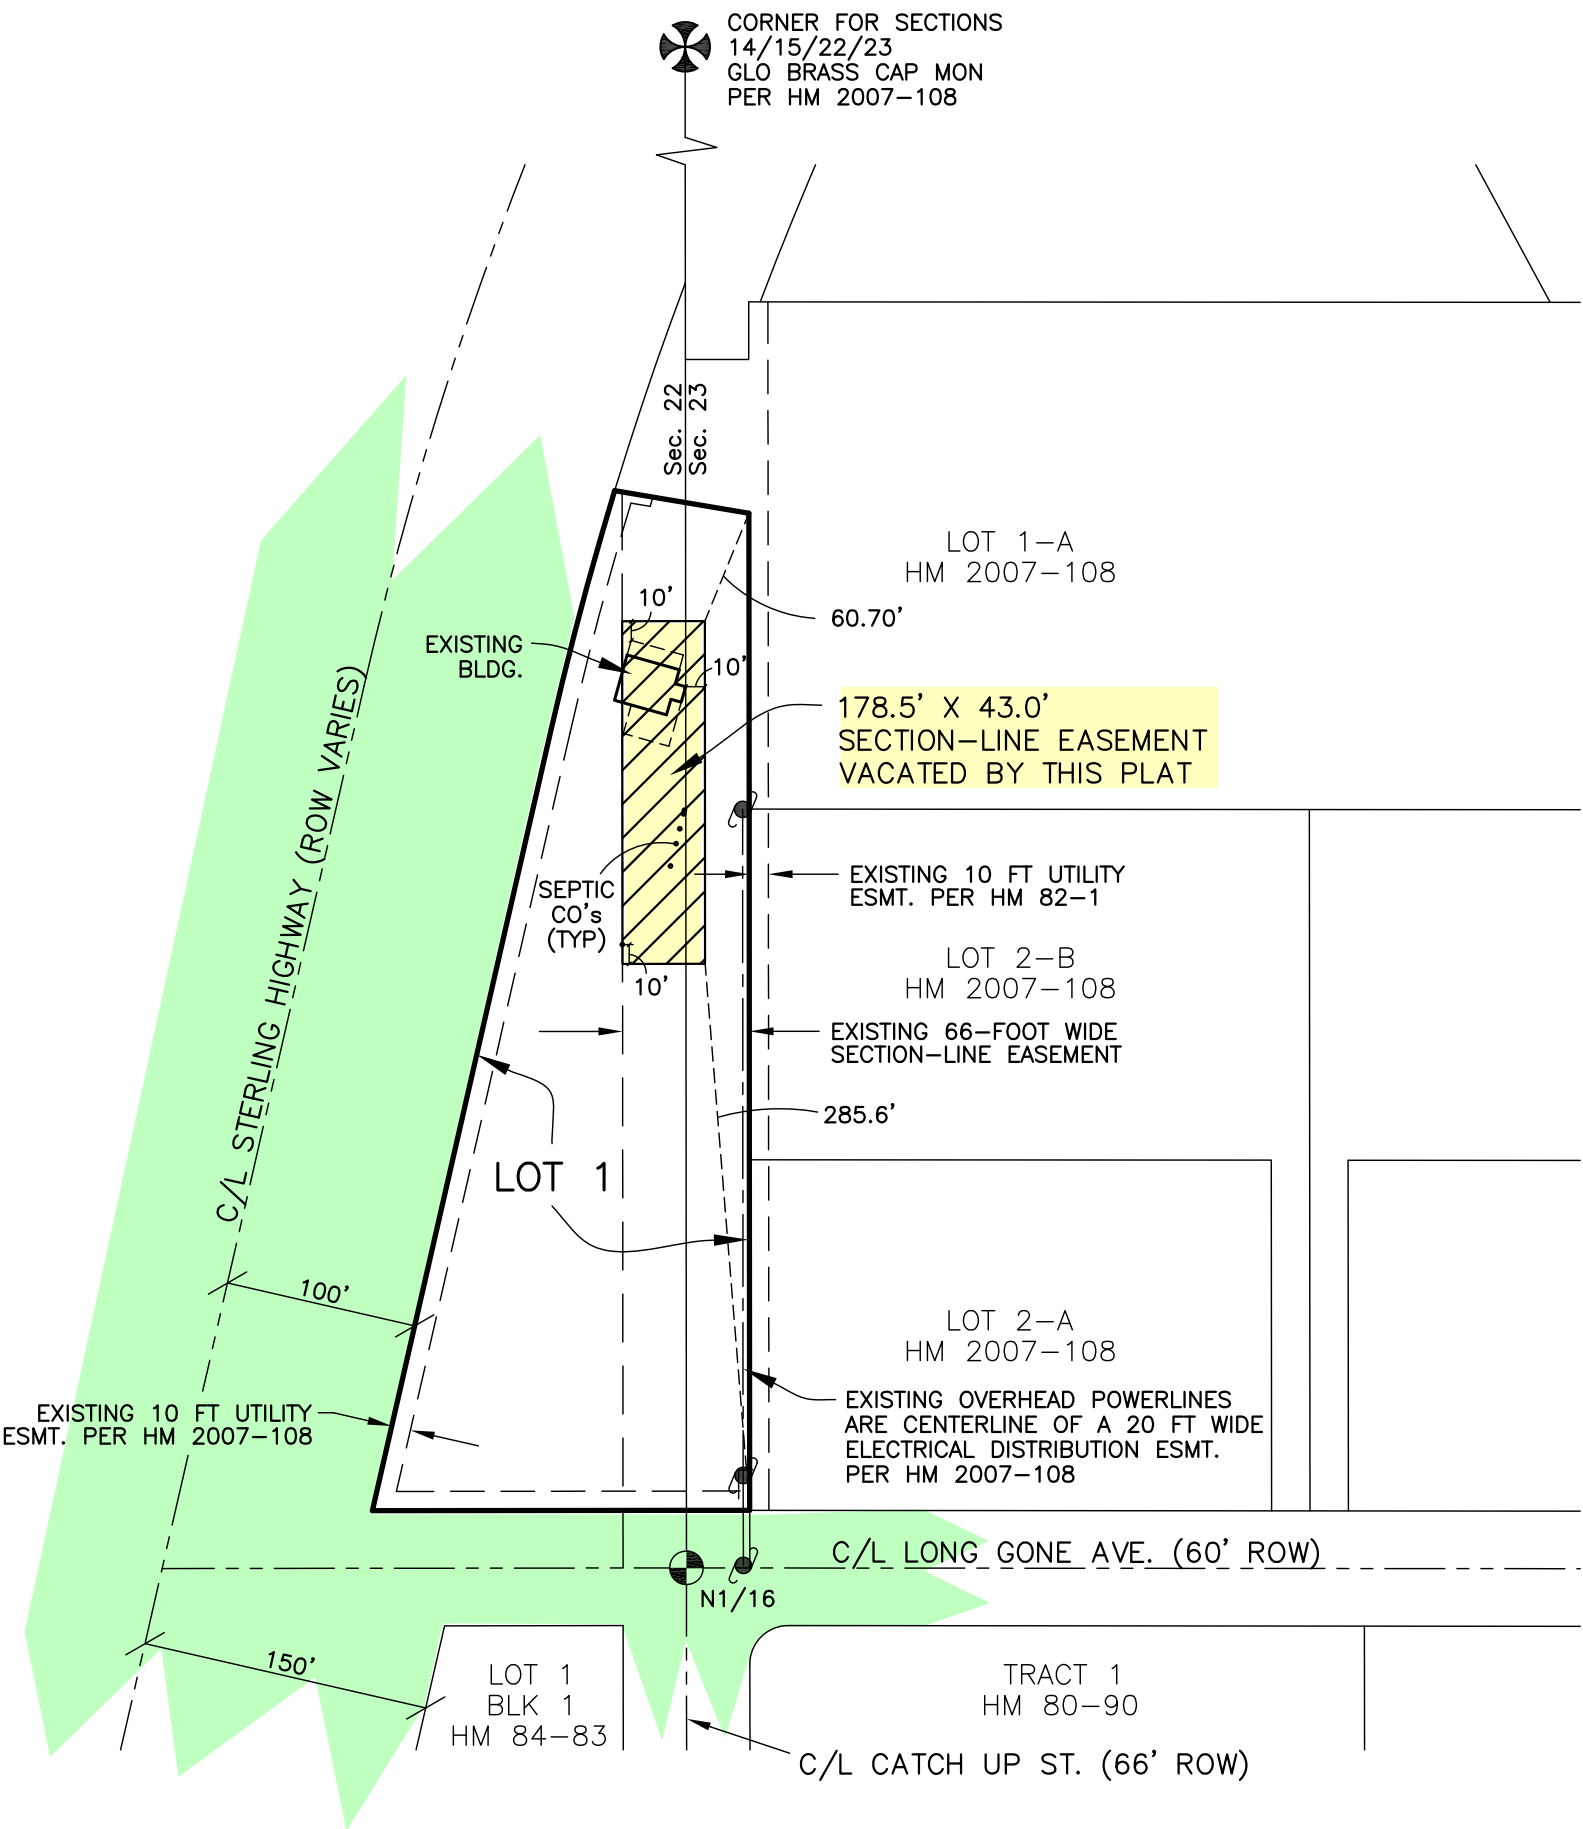 CORNER FOR SECTIONS
14/15/22/23
GLO BRASS CAP MON
PER HM 2007-108
Sec. 22
Sec. 23
LOT 1-A
HM 2007-108
10'
60.70'
EXISTING
BLDG.
10'
178.5' X 43.0'
SECTION-LINE EASEMENT
VACATED BY THIS PLAT
C/L STERLING HIGHWAY (ROW VARIES)
SEPTIC
CO's
(TYP)
EXISTING 10 FT UTILITY
ESMT. PER HM 82-1
LOT 2-B
HM 2007-108
10'
EXISTING 66-FOOT WIDE
SECTION-LINE EASEMENT
285.6'
LOT 1
100'
LOT 2-A
HM 2007-108
EXISTING 10 FT UTILITY
ESMT. PER HM 2007-108
EXISTING OVERHEAD POWERLINES
ARE CENTERLINE OF A 20 FT WIDE
ELECTRICAL DISTRIBUTION ESMT.
PER HM 2007-108
C/L LONG GONE AVE. (60' ROW)
N1/16
150'
LOT 1
BLK 1
HM 84-83
TRACT 1
HM 80-90
C/L CATCH UP ST. (66' ROW)